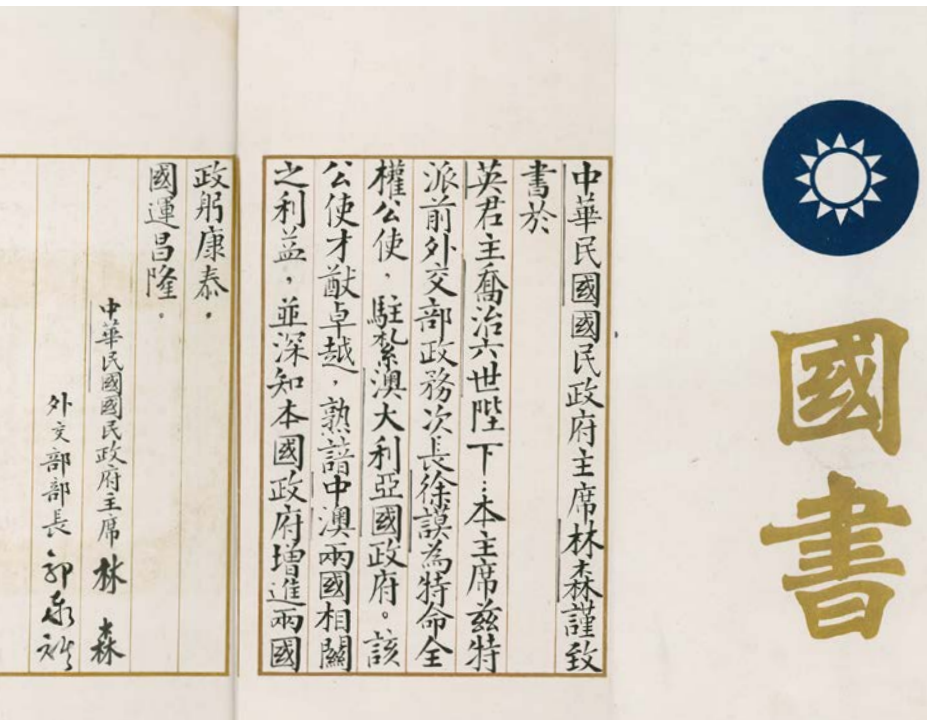 國書
中華民國國民政府主席林森謹致
書於
英君主喬治六世陛下：本主席茲特
派前外交部政務次長徐謨為特命全
權公使，駐紮澳大利亞國政府。該
公使才猷卓越，熟諳中澳兩國相關
之利益，並深知本國政府增進兩國
政躬康泰，
國運昌隆。
中華民國國民政府主席林森
外交部部長郭泰祺